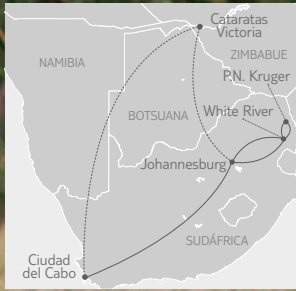 Cataratas
Victoria
NAMIBIA
ZIMBABUE
P.N. Kruger
BOTSUANA
White River
Johannesburg
SUDÁFRICA
Ciudad
del Cabo